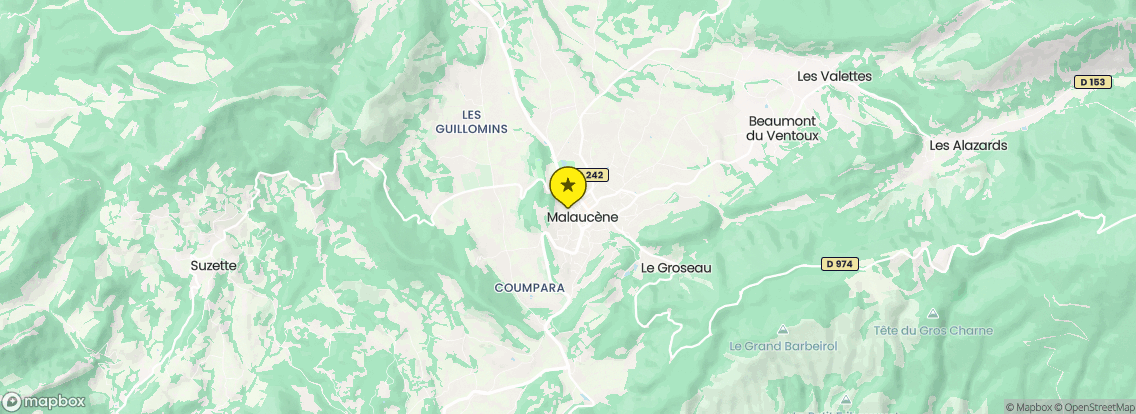 Les Valettes
D 153
LES
GUILLOMINS
Beaumont
du Ventoux
Les Alazards
242
Malaucène
Suzette
Le Groseau
D 974
COUMPARA
Tête du Gros Charne
Le Grand Barbeirol
mapbox
© Mapbox © OpenStreetMap